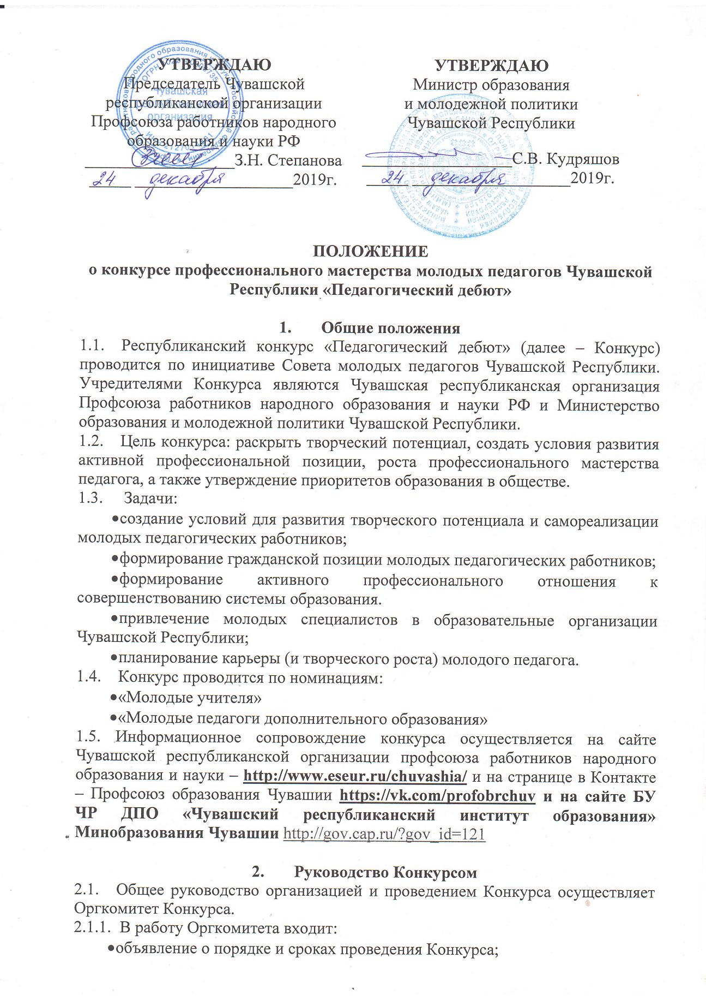 УТВЕРЖДАЮ
Председатель Чувашской
республиканской организации
Профсоюза работников народного
образования и науки РФ
З.Н. Степанова
24 декабря 2019г.
УТВЕРЖДАЮ
Министр образования
и молодежной политики
Чувашской Республики
С.В. Кудряшов
24 декабря 2019г.
Чувашская
республиканская
организация
ПОЛОЖЕНИЕ
о конкурсе профессионального мастерства молодых педагогов Чувашской
Республики «Педагогический дебют»
1. Общие положения
1.1. Республиканский конкурс «Педагогический дебют» (далее – Конкурс)
проводится по инициативе Совета молодых педагогов Чувашской Республики.
Учредителями Конкурса являются Чувашская республиканская организация
Профсоюза работников народного образования и науки РФ и Министерство
образования и молодежной политики Чувашской Республики.
1.2. Цель конкурса: раскрыть творческий потенциал, создать условия развития
активной профессиональной позиции, роста профессионального мастерства
педагога, а также утверждение приоритетов образования в обществе.
1.3. Задачи:
•создание условий для развития творческого потенциала и самореализации
молодых педагогических работников;
•формирование гражданской позиции молодых педагогических работников;
•формирование активного профессионального отношения к
совершенствованию системы образования.
•привлечение молодых специалистов в образовательные организации
Чувашской Республики;
•планирование карьеры (и творческого роста) молодого педагога.
1.4. Конкурс проводится по номинациям:
•«Молодые учителя»
•«Молодые педагоги дополнительного образования»
1.5. Информационное сопровождение конкурса осуществляется на сайте
Чувашской республиканской организации профсоюза работников народного
образования и науки – http://www.eseur.ru/chuvashia/ и на странице в Контакте
– Профсоюз образования Чувашии https://vk.com/profobrchuv и на сайте БУ
ЧР ДПО «Чувашский республиканский институт образования»
Минобразования Чувашии http://gov.cap.ru/?gov_id=121
2. Руководство Конкурсом
2.1. Общее руководство организацией и проведением Конкурса осуществляет
Оргкомитет Конкурса.
2.1.1. В работу Оргкомитета входит:
•объявление о порядке и сроках проведения Конкурса;